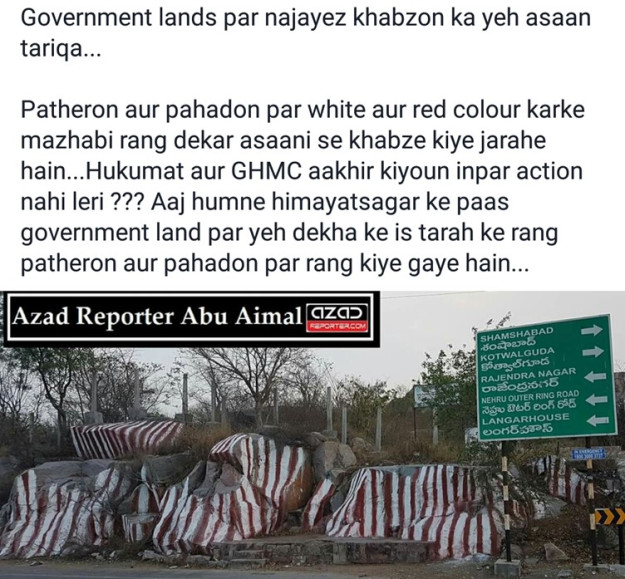 Government lands par najayez khabzon ka yeh asaan
tariqa...
Patheron aur pahadon par white aur red colour karke
mazhabi rang dekar asaani se khabze kiye jarahe
hain...Hukumat aur GHMC aakhir kiyoun inpar action
nahi leri ??? Aaj humne himayatsagar ke paas
government land par yeh dekha ke is tarah ke rang
patheron aur pahadon par rang kiye gaye hain...
Azad Reporter Abu Aimal
azad
REPORTER.COM
SHAMSHABAD
శంషాబాద్
KOTWALGUDA
కోత్వాల్‌గూడ
RAJENDRA NAGAR
రాజేంద్రనగర్
NEHRU OUTER RING ROAD
నెహ్రూ ఔటర్ రింగ్ రోడ్
LANGARHOUSE
లంగర్‌హౌస్